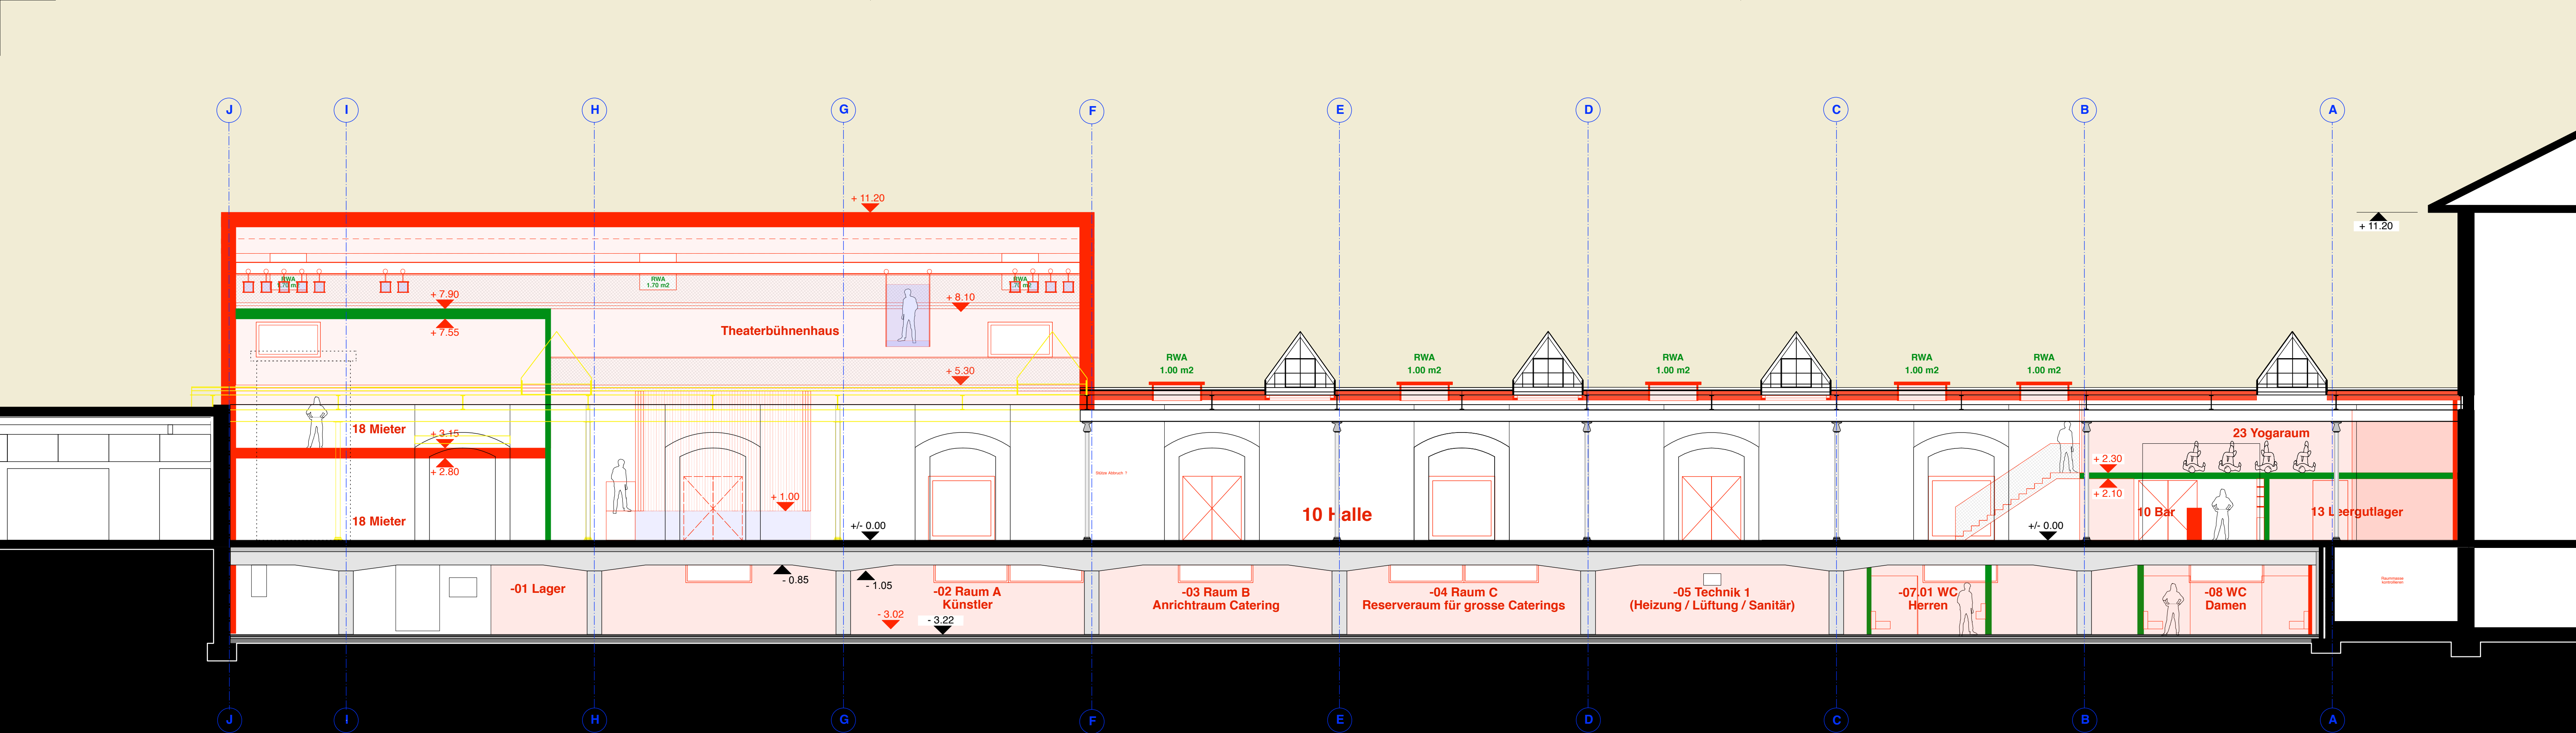 J I H G F E D C B A
+ 11.20
+ 11.20
RWA
RWA
1.70 m2
RWA
+ 7.90
+ 7.55
+ 8.10
Theaterbühnenhaus
+ 5.30
RWA
1.00 m2
RWA
1.00 m2
RWA
1.00 m2
RWA
1.00 m2
RWA
1.00 m2
18 Mieter
+ 3.15
+ 2.80
18 Mieter
+ 1.00
+/- 0.00
10 Halle
23 Yogaraum
+ 2.30
+ 2.10
10 Bar
13 Leergutlager
+/- 0.00
- 0.85
- 1.05
-01 Lager
-02 Raum A
Künstler
- 3.02
- 3.22
-03 Raum B
Anrichtraum Catering
-04 Raum C
Reserveraum für grosse Caterings
-05 Technik 1
(Heizung / Lüftung / Sanitär)
-07.01 WC
Herren
-08 WC
Damen
J I H G F E D C B A